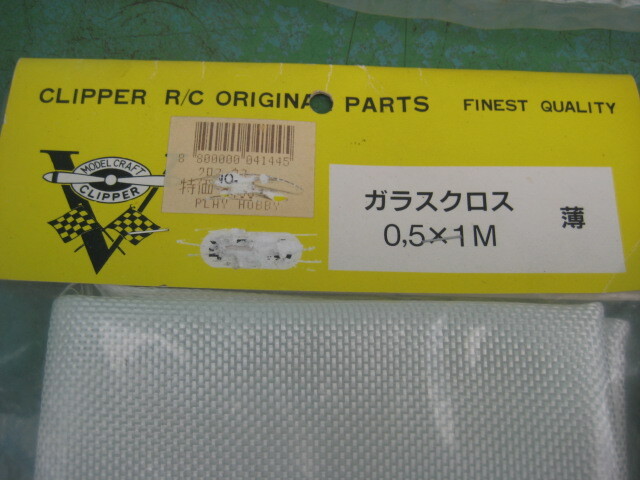 CLIPPER R/C ORIGINA PARTS FINEST QUALITY
MODEL CRAFT
CLIPPER
8 800000 041445
特価
PLAY HOBBY
ガラスクロス
0,5×1M
薄